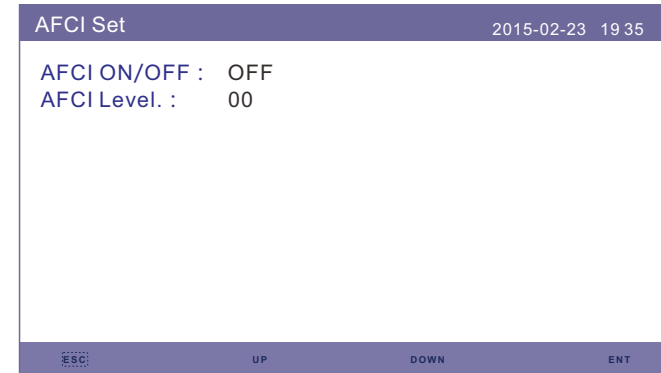 AFCI Set 2015-02-23 19 35
AFCI ON/OFF : OFF
AFCI Level. : 00
ESC UP DOWN ENT